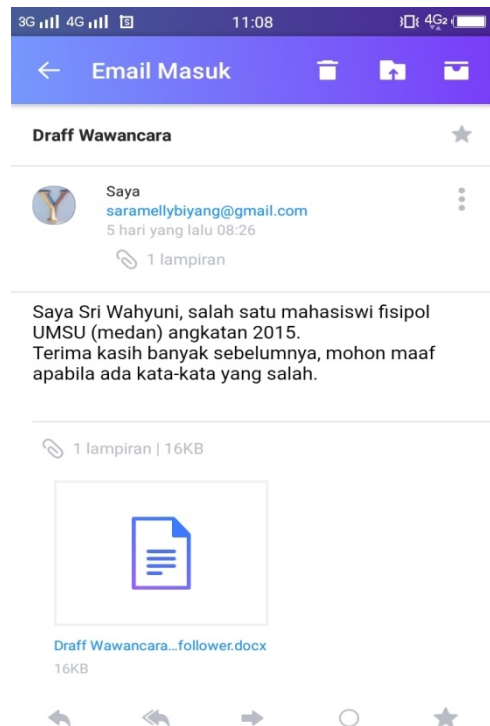 3G 4G 11:08 4G2
Email Masuk
Draff Wawancara
Y
Saya
saramellybiyang@gmail.com
5 hari yang lalu 08:26
1 lampiran
Saya Sri Wahyuni, salah satu mahasiswi fisipol
UMSU (medan) angkatan 2015.
Terima kasih banyak sebelumnya, mohon maaf
apabila ada kata-kata yang salah.
1 lampiran | 16KB
Draff Wawancara...follower.docx
16KB